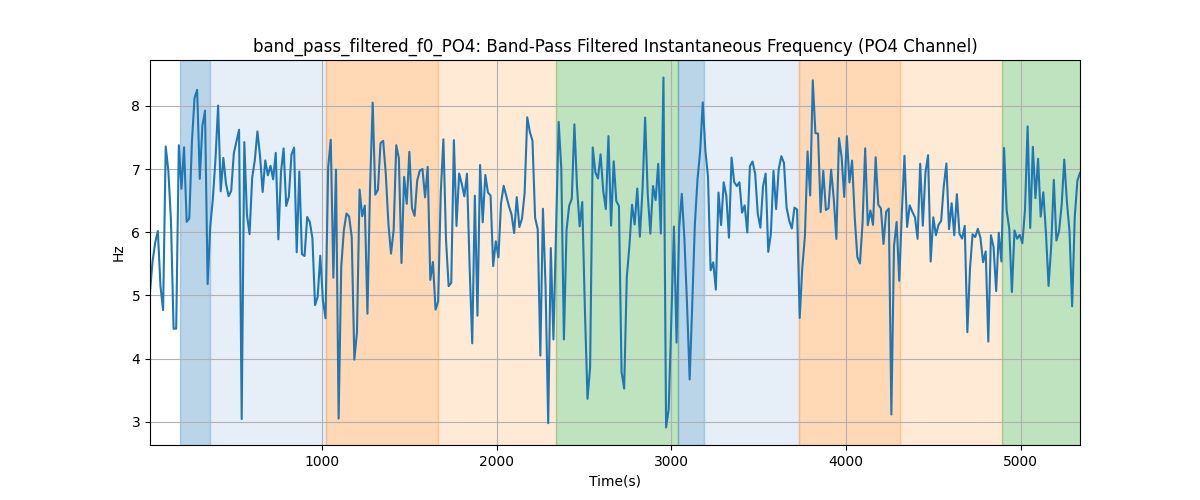 band_pass_filtered_f0_PO4: Band-Pass Filtered Instantaneous Frequency (PO4 Channel)
8
7
6
5
4
3
Hz
1000 2000 3000 4000 5000
Time(s)